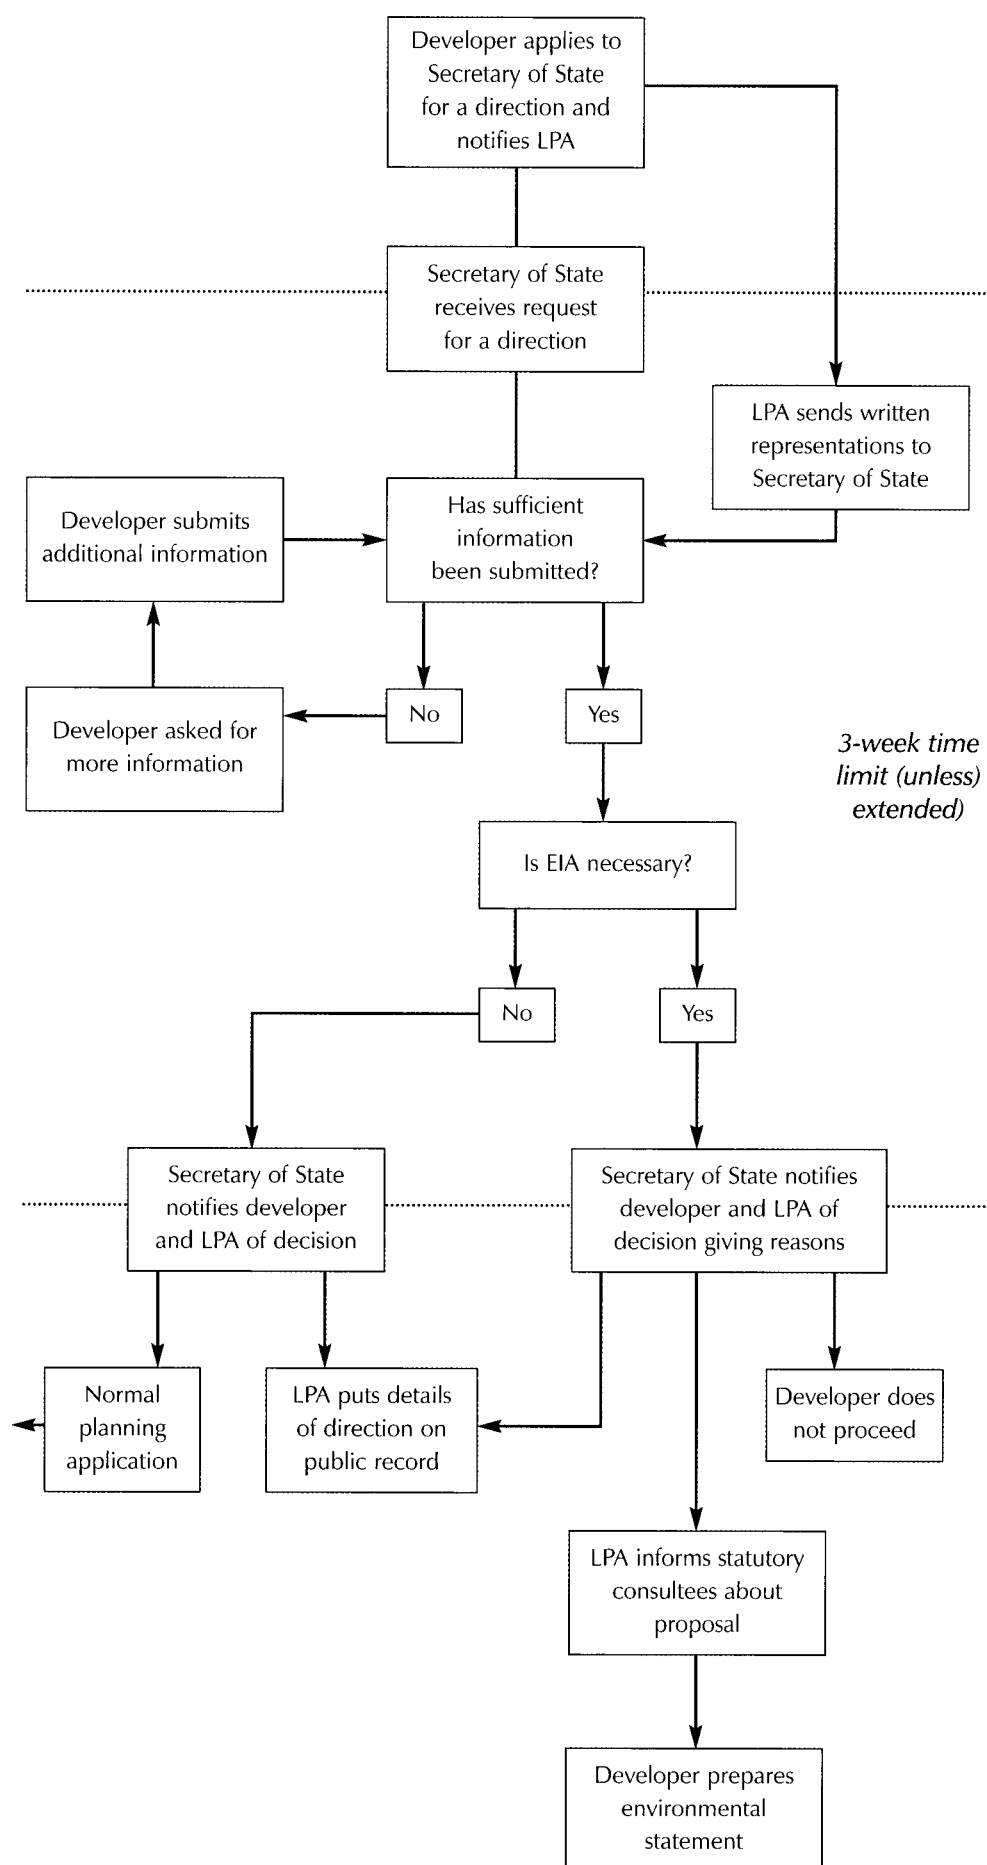 Developer applies to
Secretary of State
for a direction and
notifies LPA
Secretary of State
receives request
for a direction
LPA sends written
representations to
Secretary of State
Developer submits
additional information
Has sufficient
information
been submitted?
Developer asked for
more information
No
Yes
3-week time
limit (unless)
extended)
Is EIA necessary?
No
Yes
Secretary of State
notifies developer
and LPA of decision
Secretary of State notifies
developer and LPA of
decision giving reasons
Normal
planning
application
LPA puts details
of direction on
public record
Developer does
not proceed
LPA informs statutory
consultees about
proposal
Developer prepares
environmental
statement